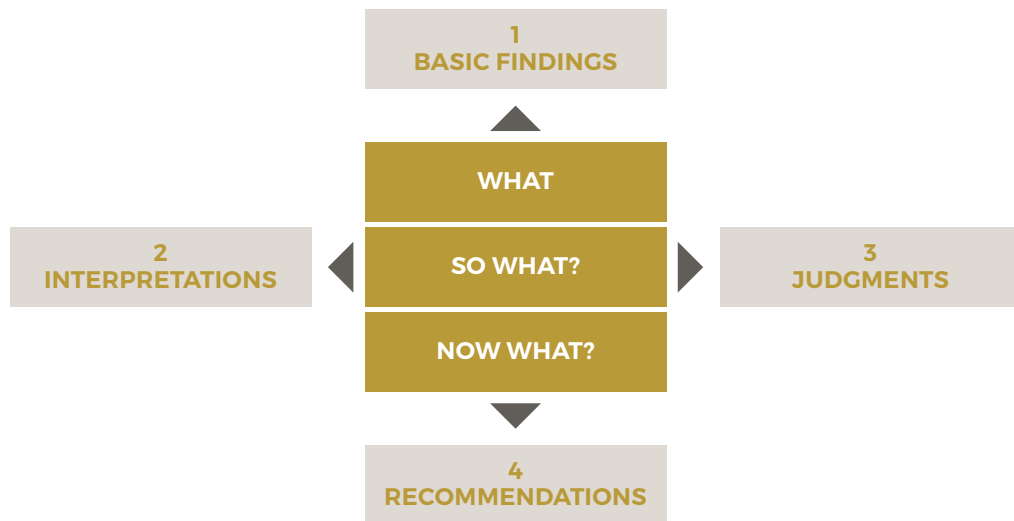 1
BASIC FINDINGS
WHAT
2
INTERPRETATIONS
SO WHAT?
3
JUDGMENTS
NOW WHAT?
4
RECOMMENDATIONS